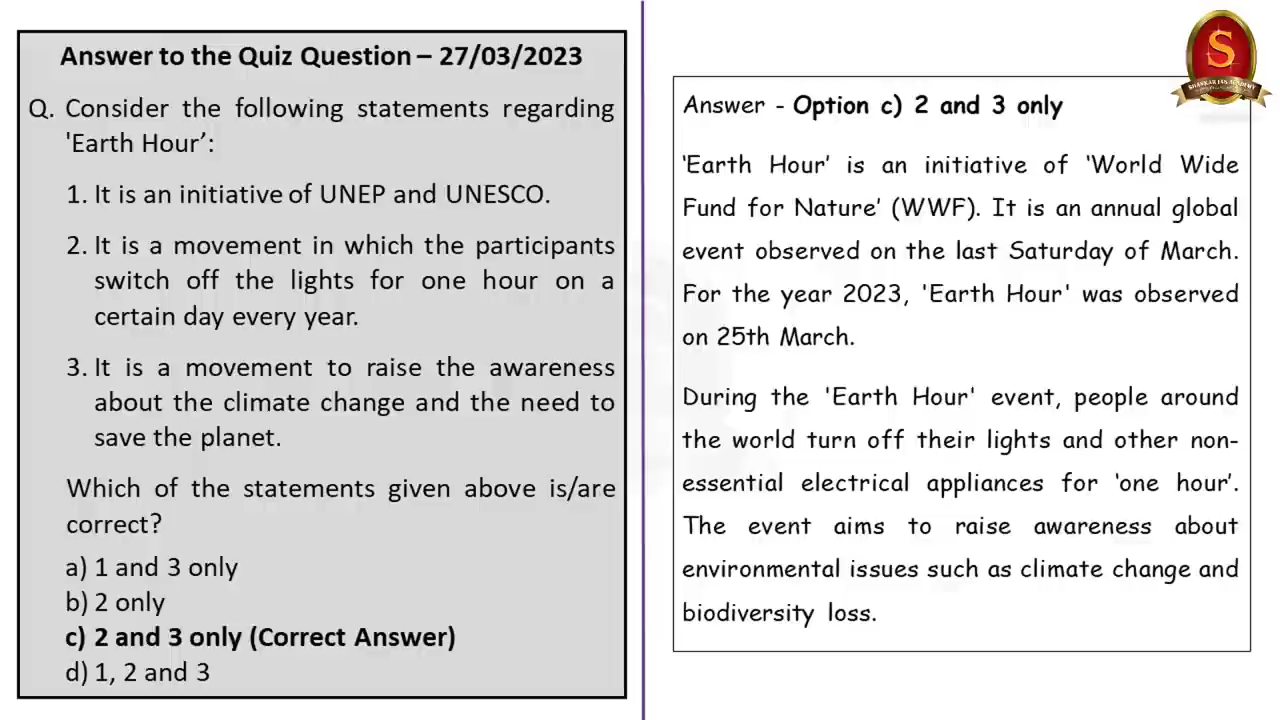 Answer to the Quiz Question – 27/03/2023
Q. Consider the following statements regarding
'Earth Hour’:
1. It is an initiative of UNEP and UNESCO.
2. It is a movement in which the participants
switch off the lights for one hour on a
certain day every year.
3. It is a movement to raise the awareness
about the climate change and the need to
save the planet.
Which of the statements given above is/are
correct?
a) 1 and 3 only
b) 2 only
c) 2 and 3 only (Correct Answer)
d) 1, 2 and 3
S
SHANKAR IAS ACADEMY
Answer - Option c) 2 and 3 only
‘Earth Hour’ is an initiative of ‘World Wide
Fund for Nature’ (WWF). It is an annual global
event observed on the last Saturday of March.
For the year 2023, 'Earth Hour' was observed
on 25th March.
During the 'Earth Hour' event, people around
the world turn off their lights and other non-
essential electrical appliances for ‘one hour’.
The event aims to raise awareness about
environmental issues such as climate change and
biodiversity loss.